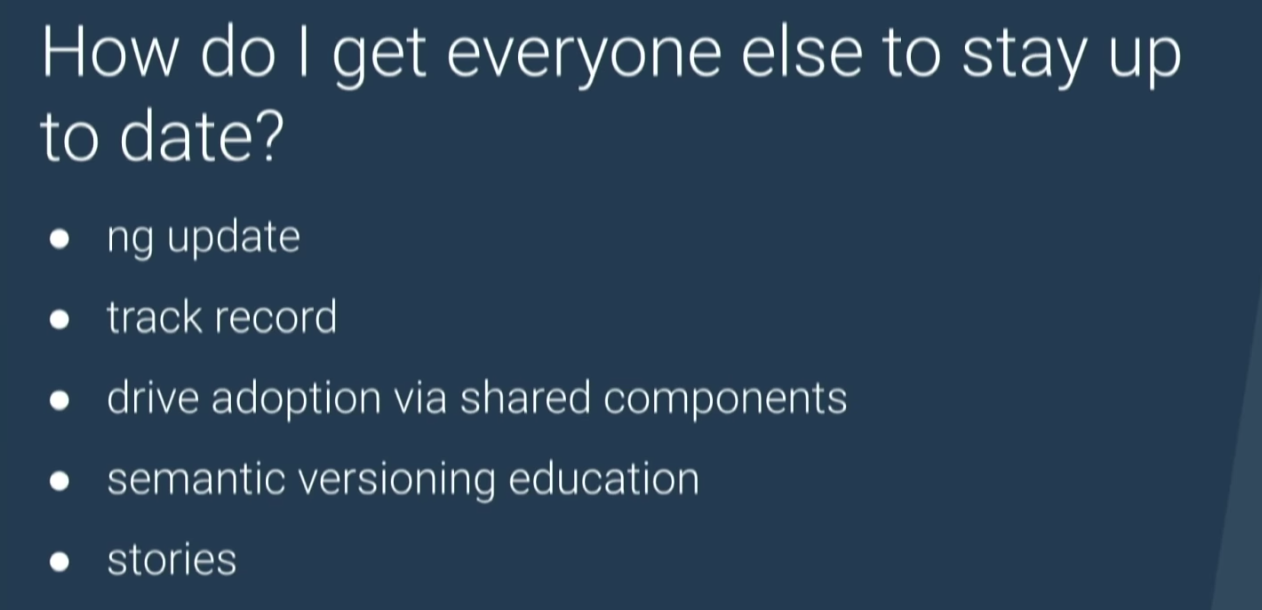 How do I get everyone else to stay up
to date?
• ng update
• track record
• drive adoption via shared components
• semantic versioning education
• stories